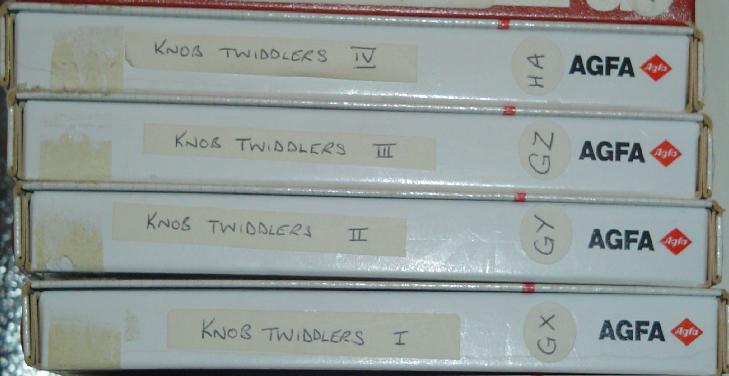 KNOB TWIDDLERS IV HA AGFA Agfa
KNOB TWIDDLERS III GZ AGFA Agfa
KNOB TWIDDLERS II GY AGFA Agfa
KNOB TWIDDLERS I GX AGFA Agfa